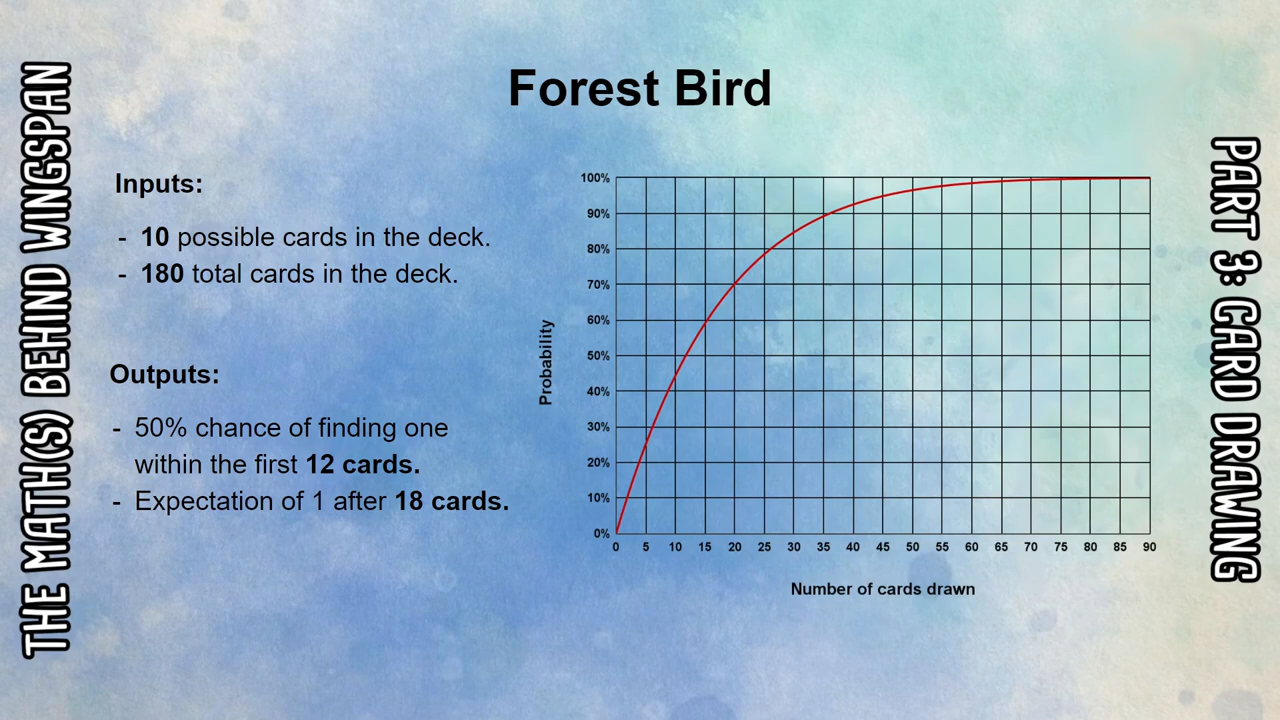 THE MATH(S) BEHIND WINGSPAN
Forest Bird
Inputs:
- 10 possible cards in the deck.
- 180 total cards in the deck.
Outputs:
- 50% chance of finding one
within the first 12 cards.
- Expectation of 1 after 18 cards.
Probability
100%
90%
80%
70%
60%
50%
40%
30%
20%
10%
0%
0 5 10 15 20 25 30 35 40 45 50 55 60 65 70 75 80 85 90
Number of cards drawn
PART 3: CARD DRAWING